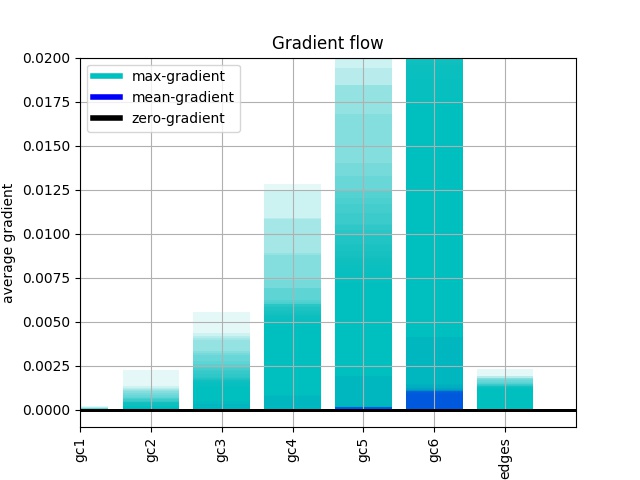 Gradient flow
0.0200
0.0175
0.0150
0.0125
0.0100
0.0075
0.0050
0.0025
0.0000
average gradient
max-gradient
mean-gradient
zero-gradient
gc1
gc2
gc3
gc4
gc5
gc6
edges